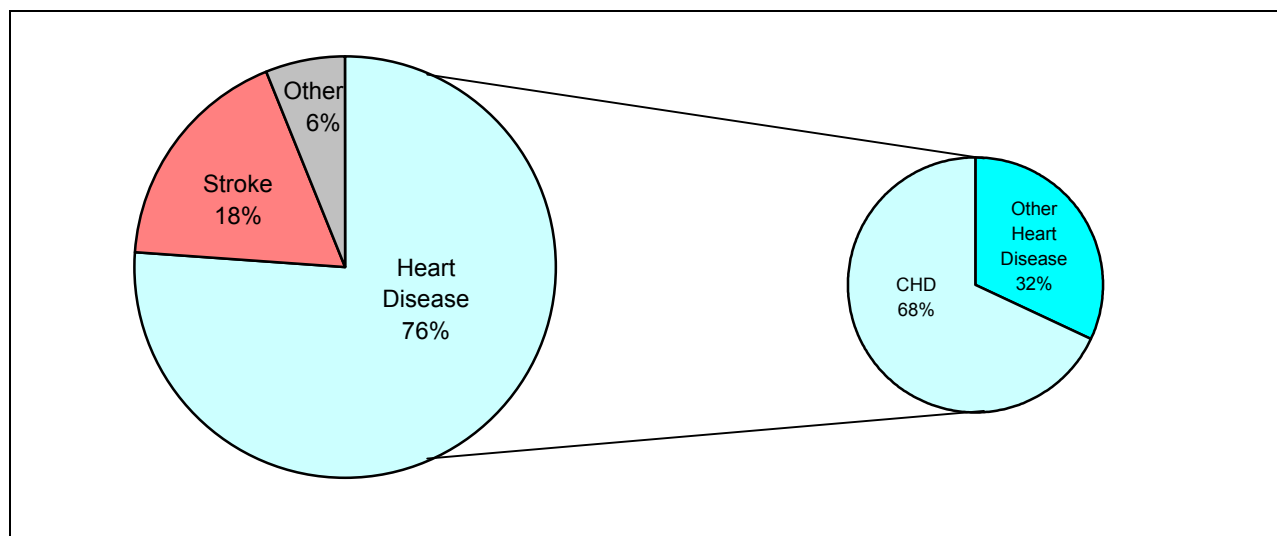 Other
6%
Stroke
18%
Heart
Disease
76%
Other
Heart
Disease
32%
CHD
68%